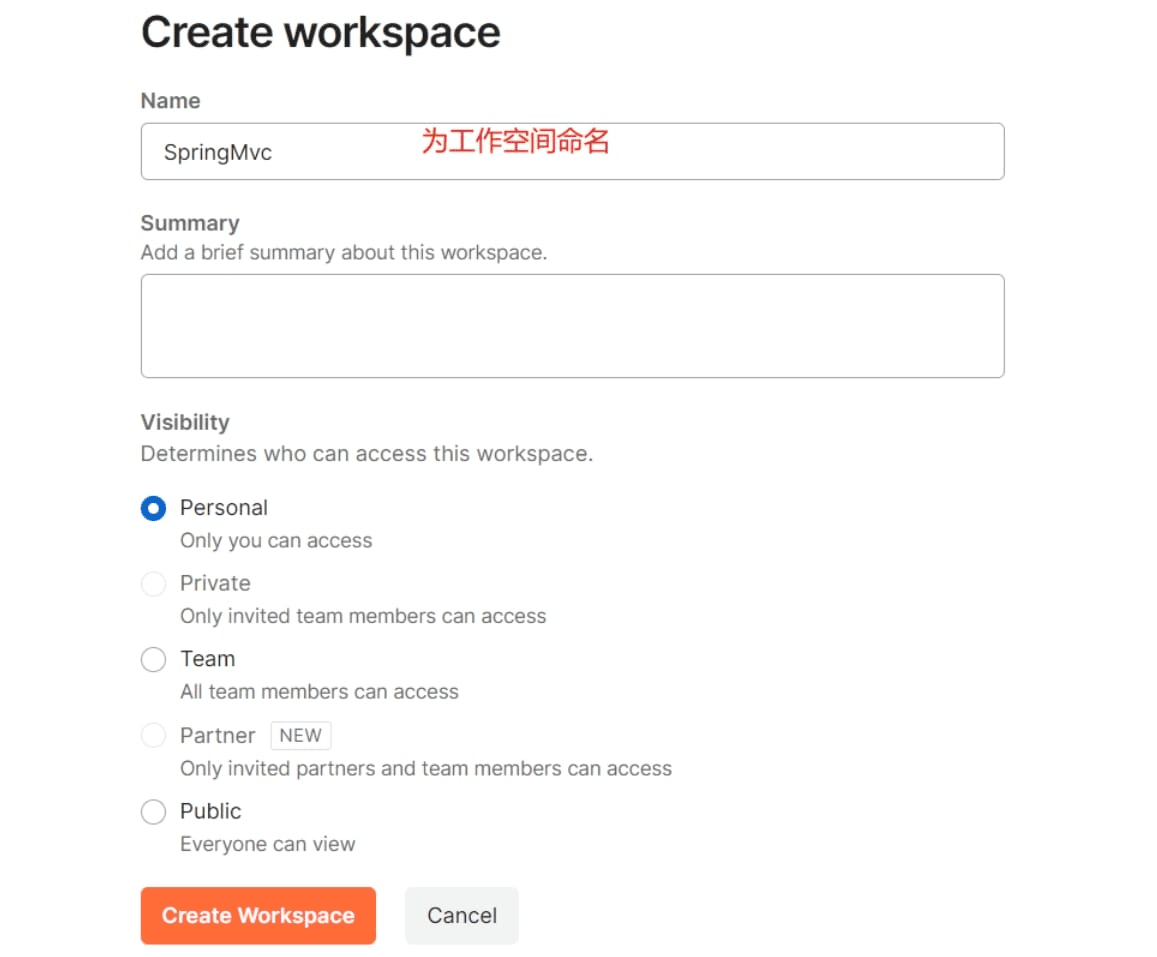 Create workspace
Name
SpringMvc
为工作空间命名
Summary
Add a brief summary about this workspace.
Visibility
Determines who can access this workspace.
Personal
Only you can access
Private
Only invited team members can access
Team
All team members can access
Partner NEW
Only invited partners and team members can access
Public
Everyone can view
Create Workspace Cancel